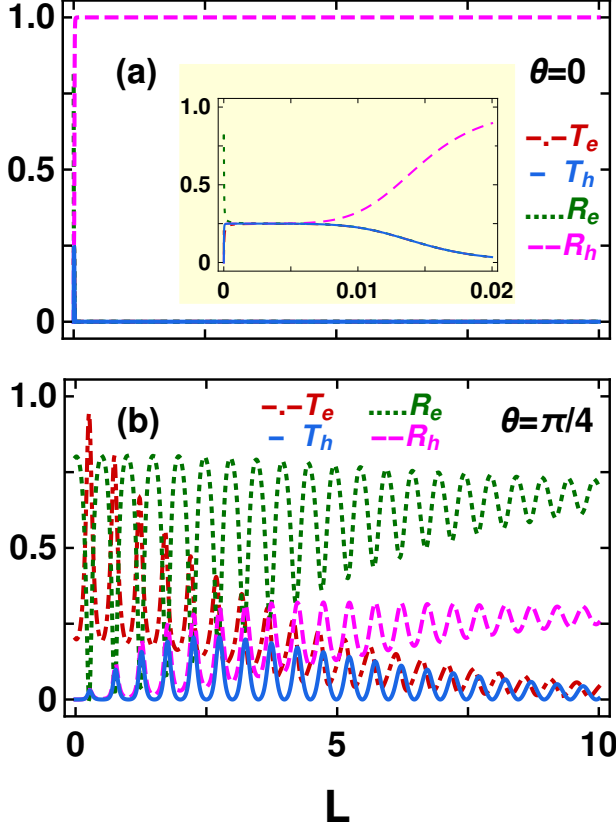 1.0
(a)
θ=0
1.0
0.5
0
0
0.01
0.02
-.-Te
- Th
.....Re
--Rh
0.5
0
1.0
(b)
-.-Te .....Re
- Th --Rh
θ=π/4
0.5
0
0
5
10
L